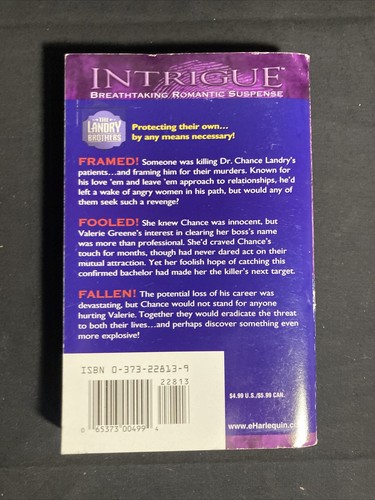 INTRIGUE™
BREATHTAKING ROMANTIC SUSPENSE
THE
LANDRY
BROTHERS
Protecting their own…
by any means necessary!
FRAMED! Someone was killing Dr. Chance Landry's
patients…and framing him for their murders. Known for
his love 'em and leave 'em approach to relationships, he'd
left a wake of angry women in his path, but would any of
them seek such a revenge?
FOOLED! She knew Chance was innocent, but
Valerie Greene's interest in clearing her boss's name
was more than professional. She'd craved Chance's
touch for months, though had never dared act on their
mutual attraction. Yet her foolish hope of catching this
confirmed bachelor had made her the killer's next target.
FALLEN! The potential loss of his career was
devastating, but Chance would not stand for anyone
hurting Valerie. Together they would eradicate the threat
to both their lives…and perhaps discover something even
more explosive!
ISBN 0-373-22813-9
22813
0 65373 00499 4
$4.99 U.S./$5.99 CAN.
www.eHarlequin.co